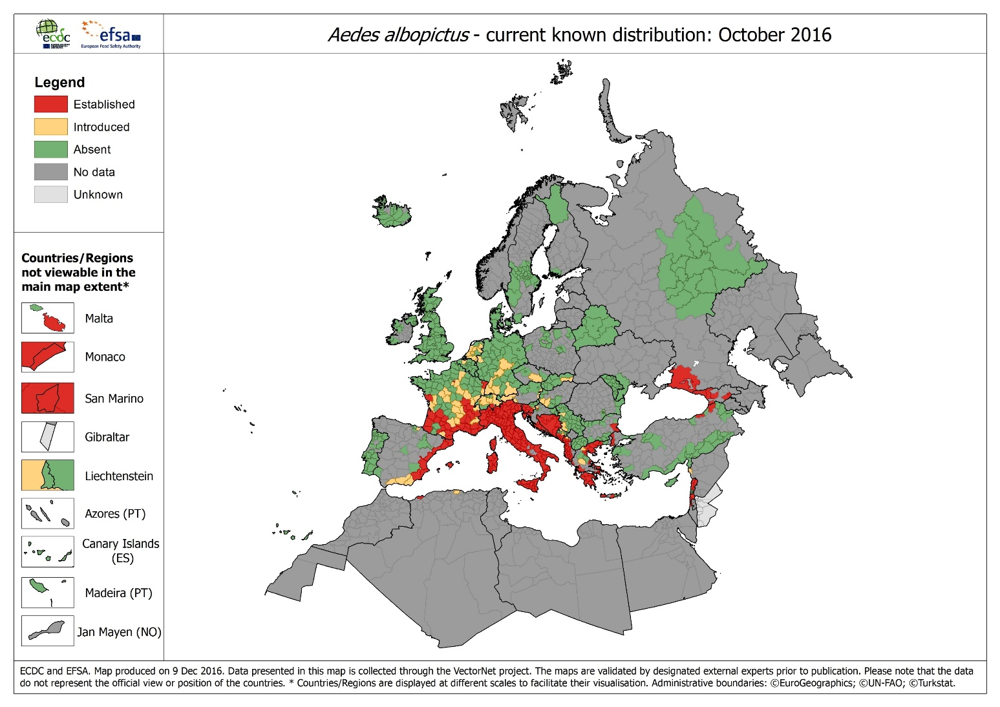 ecdc
efsa
European Food Safety Authority
Aedes albopictus - current known distribution: October 2016
Legend
Established
Introduced
Absent
No data
Unknown
Countries/Regions
not viewable in the
main map extent*
Malta
Monaco
San Marino
Gibraltar
Liechtenstein
Azores (PT)
Canary Islands
(ES)
Madeira (PT)
Jan Mayen (NO)
ECDC and EFSA. Map produced on 9 Dec 2016. Data presented in this map is collected through the VectorNet project. The maps are validated by designated external experts prior to publication. Please note that the data
do not represent the official view or position of the countries. * Countries/Regions are displayed at different scales to facilitate their visualisation. Administrative boundaries: ©EuroGeographics; ©UN-FAO; ©Turkstat.